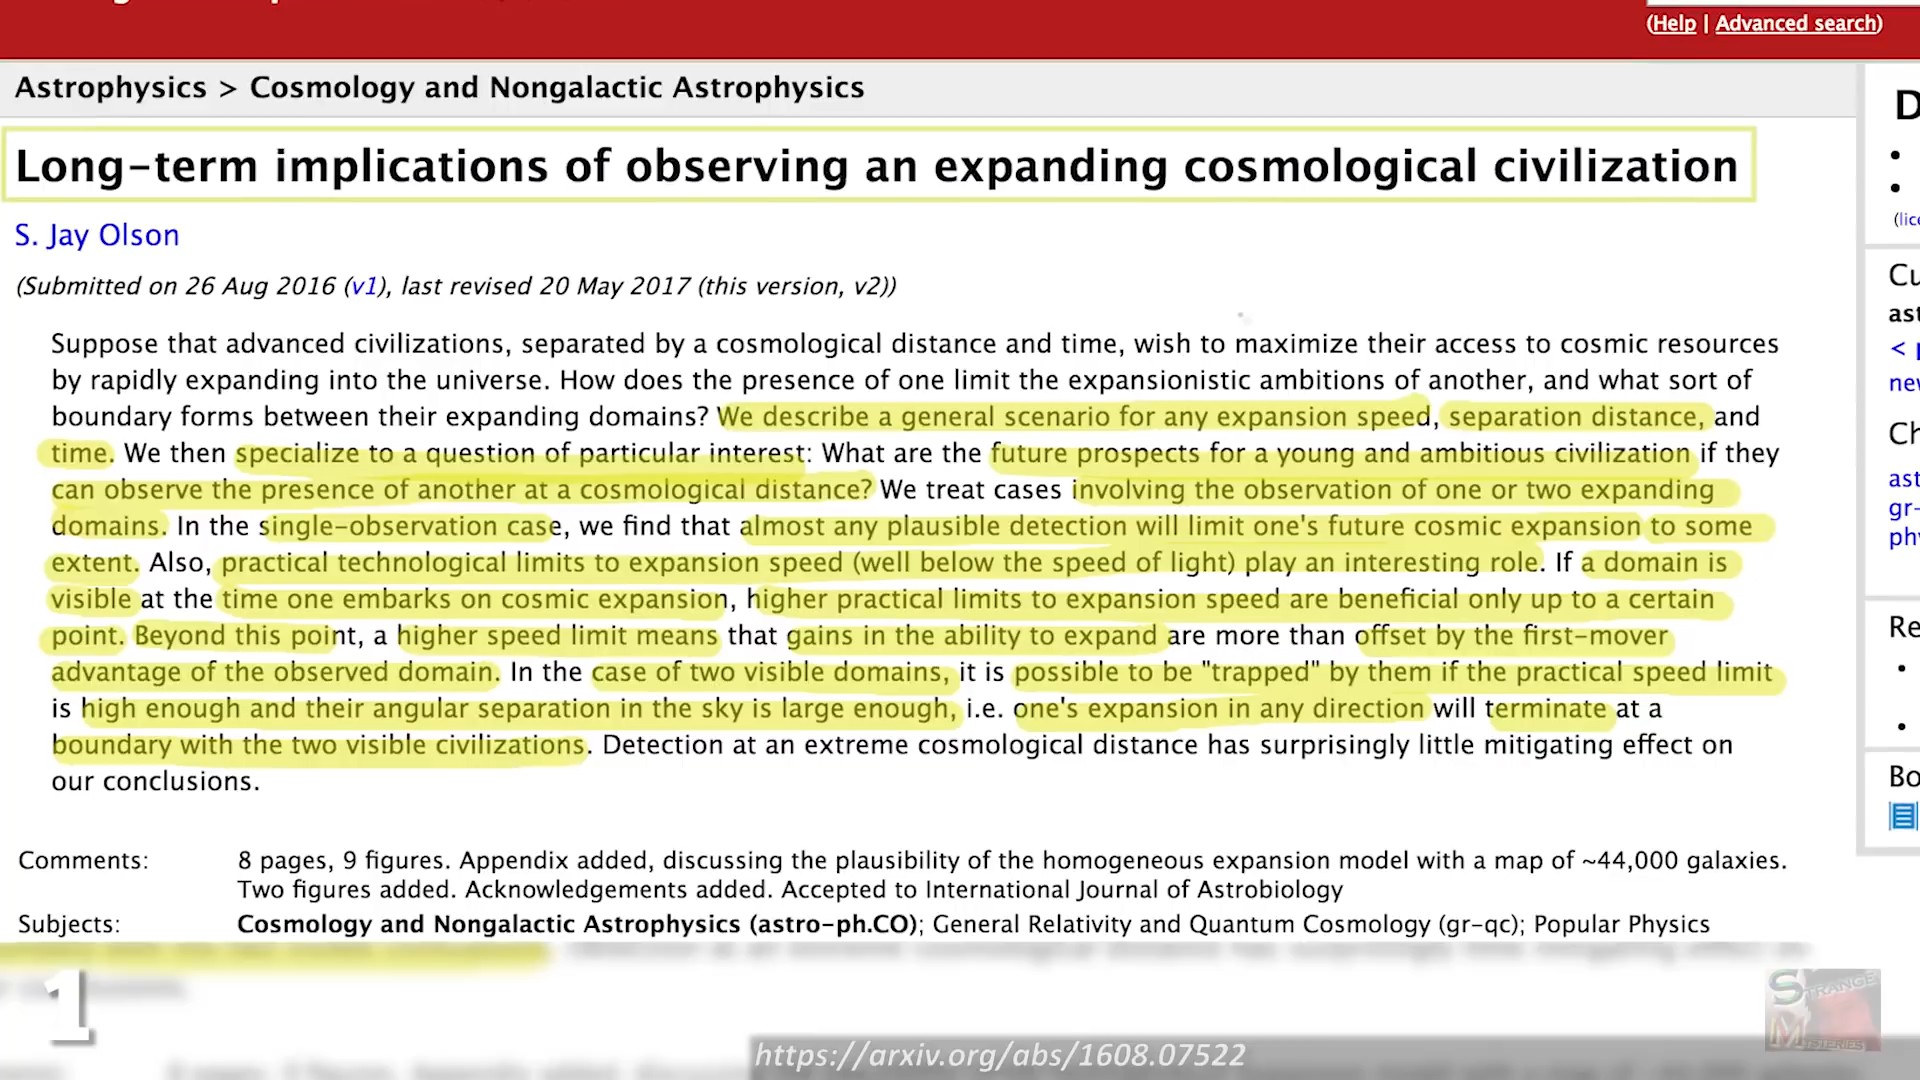 (Help | Advanced search)
Astrophysics > Cosmology and Nongalactic Astrophysics
Long-term implications of observing an expanding cosmological civilization
S. Jay Olson
(Submitted on 26 Aug 2016 (v1), last revised 20 May 2017 (this version, v2))
Suppose that advanced civilizations, separated by a cosmological distance and time, wish to maximize their access to cosmic resources
by rapidly expanding into the universe. How does the presence of one limit the expansionistic ambitions of another, and what sort of
boundary forms between their expanding domains? We describe a general scenario for any expansion speed, separation distance, and
time. We then specialize to a question of particular interest: What are the future prospects for a young and ambitious civilization if they
can observe the presence of another at a cosmological distance? We treat cases involving the observation of one or two expanding
domains. In the single-observation case, we find that almost any plausible detection will limit one's future cosmic expansion to some
extent. Also, practical technological limits to expansion speed (well below the speed of light) play an interesting role. If a domain is
visible at the time one embarks on cosmic expansion, higher practical limits to expansion speed are beneficial only up to a certain
point. Beyond this point, a higher speed limit means that gains in the ability to expand are more than offset by the first-mover
advantage of the observed domain. In the case of two visible domains, it is possible to be "trapped" by them if the practical speed limit
is high enough and their angular separation in the sky is large enough, i.e. one's expansion in any direction will terminate at a
boundary with the two visible civilizations. Detection at an extreme cosmological distance has surprisingly little mitigating effect on
our conclusions.
Comments: 8 pages, 9 figures. Appendix added, discussing the plausibility of the homogeneous expansion model with a map of ~44,000 galaxies.
Two figures added. Acknowledgements added. Accepted to International Journal of Astrobiology
Subjects: Cosmology and Nongalactic Astrophysics (astro-ph.CO); General Relativity and Quantum Cosmology (gr-qc); Popular Physics
D
(lic
Cu
ast
<
ne
Ch
ast
gr-
phy
Re
Bo
1
STRANGE
MYSTERIES
https://arxiv.org/abs/1608.07522